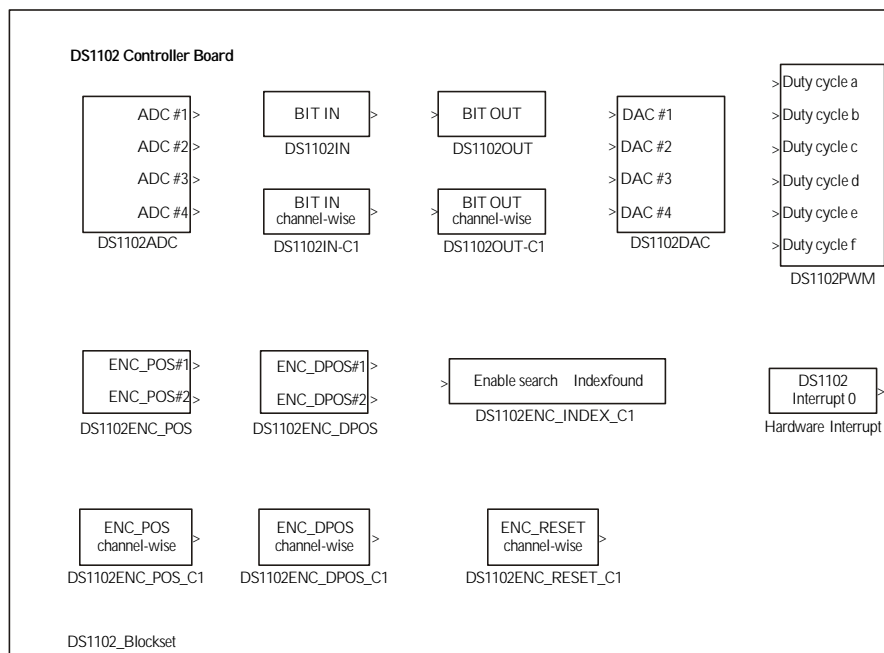 DS1102 Controller Board
ADC #1
ADC #2
ADC #3
ADC #4
DS1102ADC
BIT IN
DS1102IN
BIT IN
channel-wise
DS1102IN-C1
BIT OUT
DS1102OUT
BIT OUT
channel-wise
DS1102OUT-C1
DAC #1
DAC #2
DAC #3
DAC #4
DS1102DAC
Duty cycle a
Duty cycle b
Duty cycle c
Duty cycle d
Duty cycle e
Duty cycle f
DS1102PWM
ENC_POS#1
ENC_POS#2
DS1102ENC_POS
ENC_DPOS#1
ENC_DPOS#2
DS1102ENC_DPOS
Enable search Indexfound
DS1102ENC_INDEX_C1
DS1102
Interrupt 0
Hardware Interrupt
ENC_POS
channel-wise
DS1102ENC_POS_C1
ENC_DPOS
channel-wise
DS1102ENC_DPOS_C1
ENC_RESET
channel-wise
DS1102ENC_RESET_C1
DS1102_Blockset